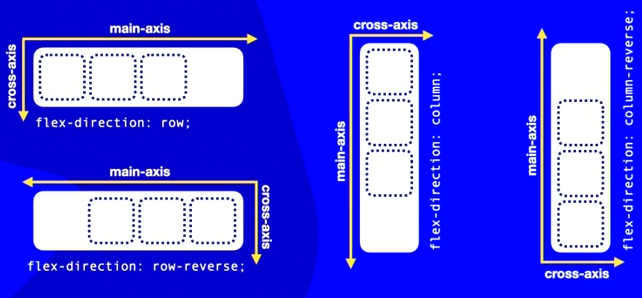 main-axis
cross-axis
flex-direction: row;
main-axis
cross-axis
flex-direction: row-reverse;
cross-axis
main-axis
flex-direction: column;
main-axis
flex-direction: column-reverse;
cross-axis